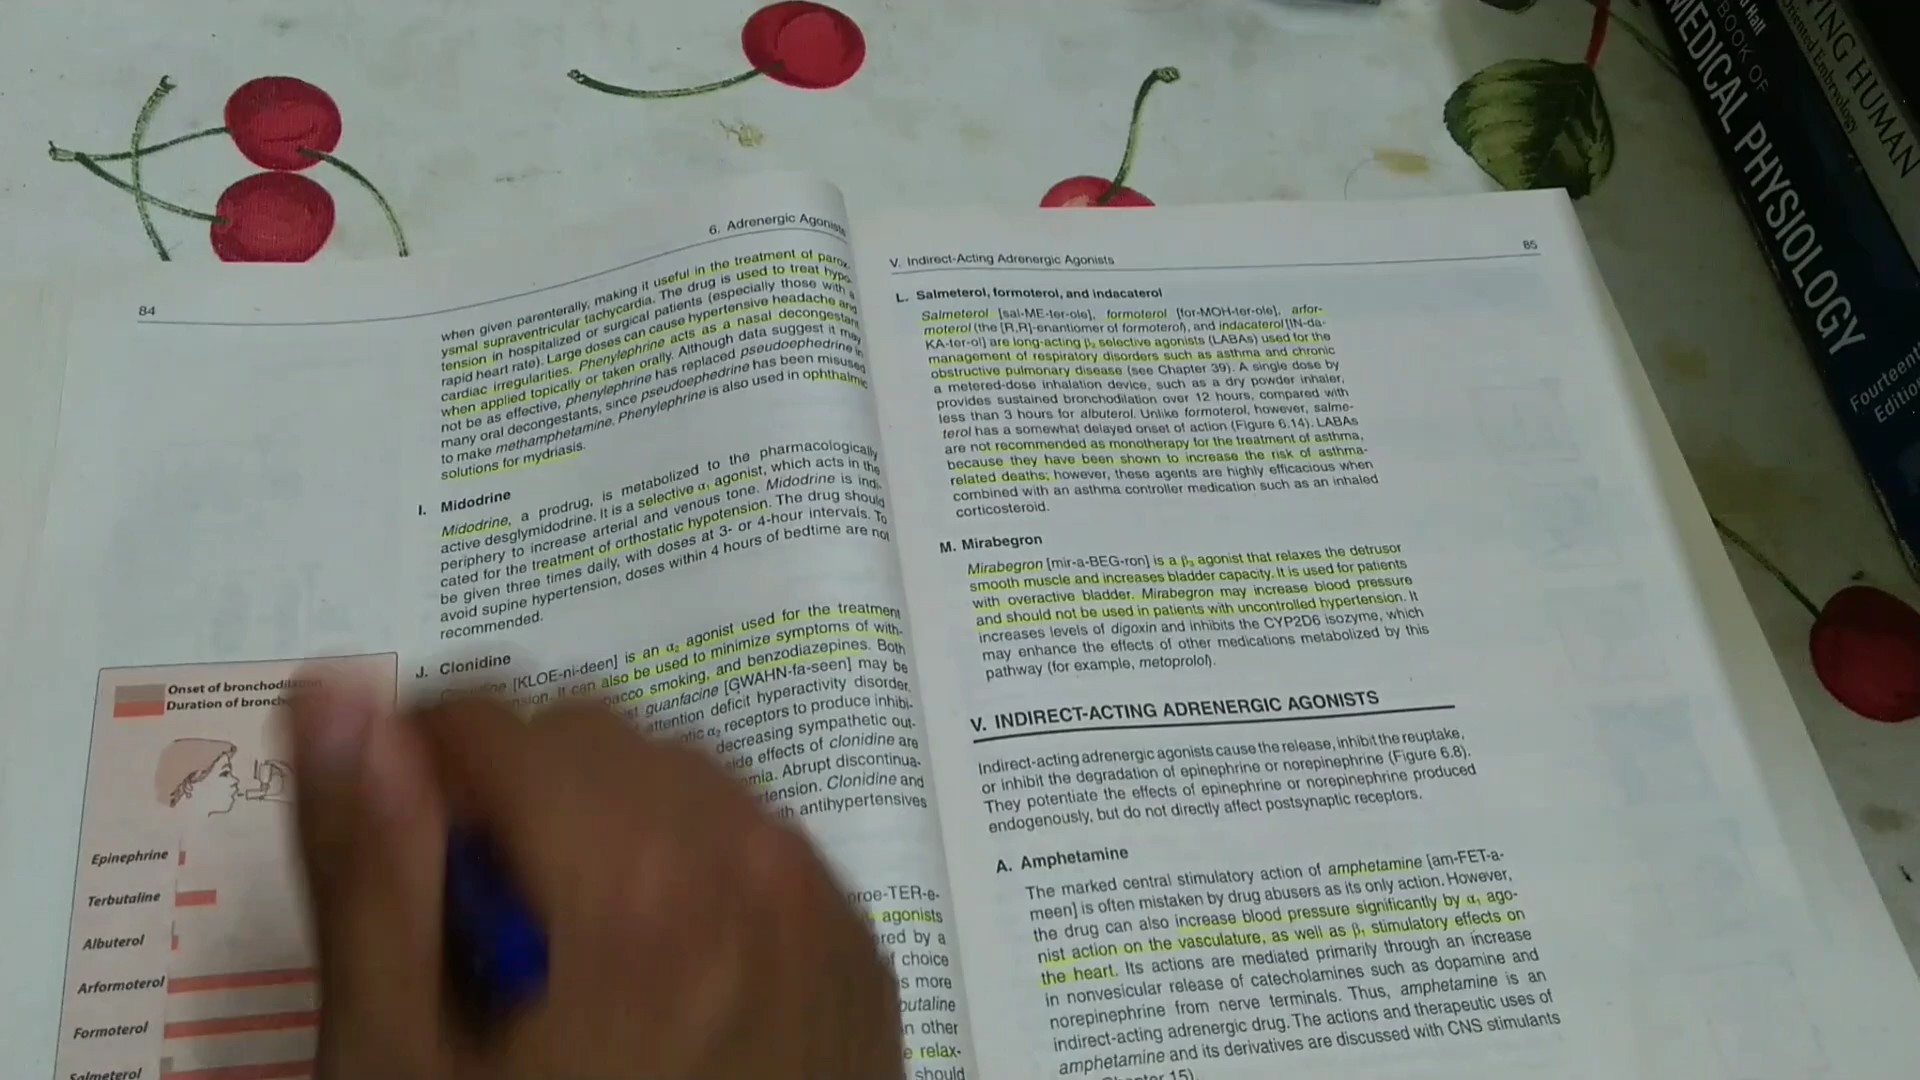 84
6. Adrenergic Agonists
when given parenterally, making it useful in the treatment of parox-
ysmal supraventricular tachycardia. The drug is used to treat hypo-
tension in hospitalized or surgical patients (especially those with a
rapid heart rate). Large doses can cause hypertensive headache and
cardiac irregularities. Phenylephrine acts as a nasal decongestant
when applied topically or taken orally. Although data suggest it may
not be as effective, phenylephrine has replaced pseudoephedrine in
many oral decongestants, since pseudoephedrine has been misused
to make methamphetamine. Phenylephrine is also used in ophthalmic
solutions for mydriasis.
I. Midodrine
Midodrine, a prodrug, is metabolized to the pharmacologically
active desglymidodrine. It is a selective α1 agonist, which acts in the
periphery to increase arterial and venous tone. Midodrine is indi-
cated for the treatment of orthostatic hypotension. The drug should
be given three times daily, with doses at 3- or 4-hour intervals. To
avoid supine hypertension, doses within 4 hours of bedtime are not
recommended.
J. Clonidine
[KLOE-ni-deen] is an α2 agonist used for the treatment
It can also be used to minimize symptoms of with-
smoking, and benzodiazepines. Both
guanfacine [GWAHN-fa-seen] may be
attention deficit hyperactivity disorder.
α2 receptors to produce inhibi-
decreasing sympathetic out-
effects of clonidine are
Abrupt discontinua-
Clonidine and
antihypertensives
agonists
by a
choice
more
other
relax-
should
Onset of
Duration of
Epinephrine
Terbutaline
Albuterol
Arformoterol
Formoterol
Salmeterol
V. Indirect-Acting Adrenergic Agonists
85
L. Salmeterol, formoterol, and indacaterol
Salmeterol [sal-ME-ter-ole], formoterol [for-MOH-ter-ole], arfor-
moterol (the [R,R]-enantiomer of formoterol), and indacaterol [IN-da-
KA-ter-ol] are long-acting β2 selective agonists (LABAs) used for the
management of respiratory disorders such as asthma and chronic
obstructive pulmonary disease (see Chapter 39). A single dose by
a metered-dose inhalation device, such as a dry powder inhaler,
provides sustained bronchodilation over 12 hours, compared with
less than 3 hours for albuterol. Unlike formoterol, however, salme-
terol has a somewhat delayed onset of action (Figure 6.14). LABAs
are not recommended as monotherapy for the treatment of asthma,
because they have been shown to increase the risk of asthma-
related deaths; however, these agents are highly efficacious when
combined with an asthma controller medication such as an inhaled
corticosteroid.
M. Mirabegron
Mirabegron [mir-a-BEG-ron] is a β3 agonist that relaxes the detrusor
smooth muscle and increases bladder capacity. It is used for patients
with overactive bladder. Mirabegron may increase blood pressure
and should not be used in patients with uncontrolled hypertension. It
increases levels of digoxin and inhibits the CYP2D6 isozyme, which
may enhance the effects of other medications metabolized by this
pathway (for example, metoprolol).
V. INDIRECT-ACTING ADRENERGIC AGONISTS
Indirect-acting adrenergic agonists cause the release, inhibit the reuptake,
or inhibit the degradation of epinephrine or norepinephrine (Figure 6.8).
They potentiate the effects of epinephrine or norepinephrine produced
endogenously, but do not directly affect postsynaptic receptors.
A. Amphetamine
The marked central stimulatory action of amphetamine [am-FET-a-
meen] is often mistaken by drug abusers as its only action. However,
the drug can also increase blood pressure significantly by α1 ago-
nist action on the vasculature, as well as β1 stimulatory effects on
the heart. Its actions are mediated primarily through an increase
in nonvesicular release of catecholamines such as dopamine and
norepinephrine from nerve terminals. Thus, amphetamine is an
indirect-acting adrenergic drug. The actions and therapeutic uses of
amphetamine and its derivatives are discussed with CNS stimulants
15).
Hall
BOOK OF
MEDICAL PHYSIOLOGY
Fourteenth
Edition
HUMAN
Oriented Embryology